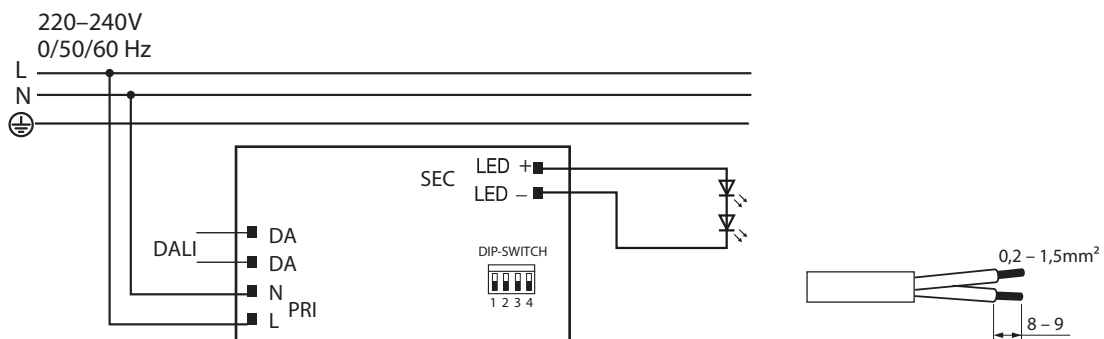 220–240V
0/50/60 Hz
L
N
SEC
LED +
LED –
DALI
DA
DA
N
PRI
L
DIP-SWITCH
1 2 3 4
0,2 – 1,5mm²
8 – 9